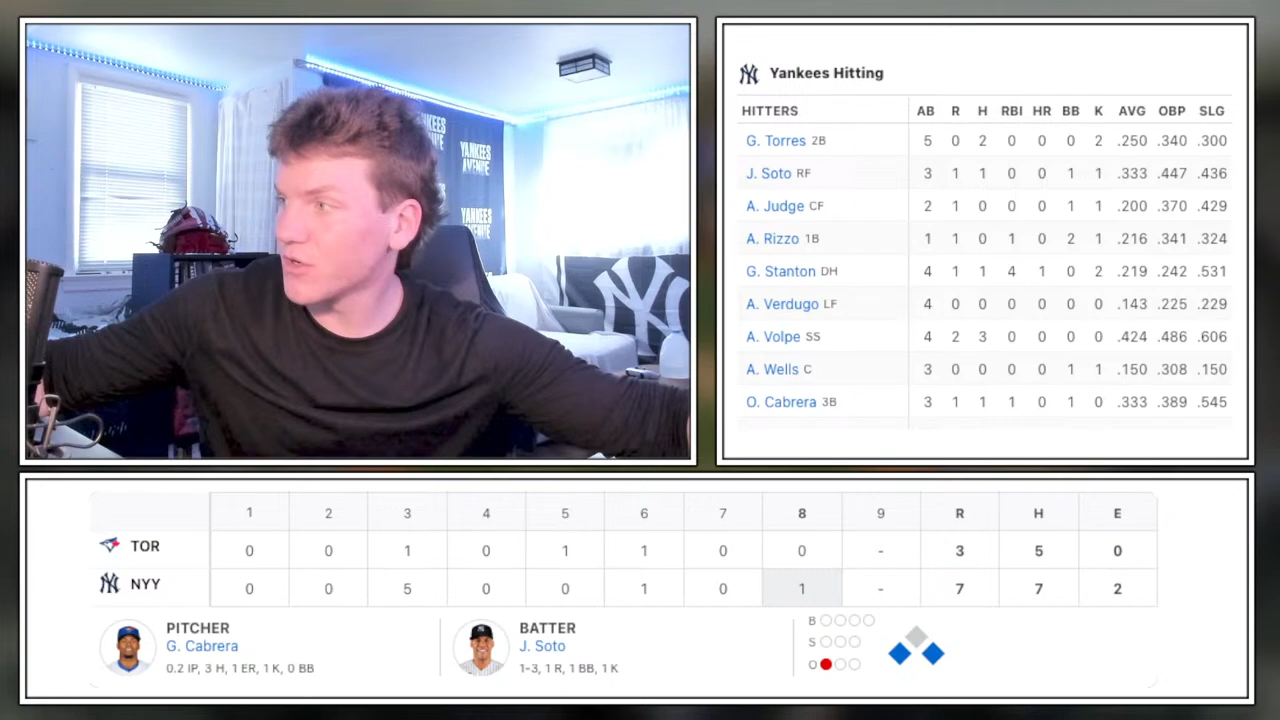 YANKEES
AVENUE
YANKEES
AVENUE
YANKEES
Yankees Hitting
HITTERS AB H RBI HR BB K AVG OBP SLG
G. Torres 2B 5 2 0 0 0 2 .250 .340 .300
J. Soto RF 3 1 1 0 0 1 1 .333 .447 .436
A. Judge CF 2 0 0 0 1 1 .200 .370 .429
A. Rizzo 1B 1 0 1 0 2 1 .216 .341 .324
G. Stanton DH 4 1 1 4 1 0 2 .219 .242 .531
A. Verdugo LF 4 0 0 0 0 0 0 .143 .225 .229
A. Volpe SS 4 2 3 0 0 0 0 .424 .486 .606
A. Wells C 3 0 0 0 0 1 1 .150 .308 .150
O. Cabrera 3B 3 1 1 1 0 1 0 .333 .389 .545
1 2 3 4 5 6 7 8 9 R H E
TOR 0 0 1 0 1 1 0 0 - 3 5 0
NYY 0 0 5 0 0 1 0 1 - 7 7 2
PITCHER
G. Cabrera
0.2 IP, 3 H, 1 ER, 1 K, 0 BB
BATTER
J. Soto
1-3, 1 R, 1 BB, 1 K
B
S
O